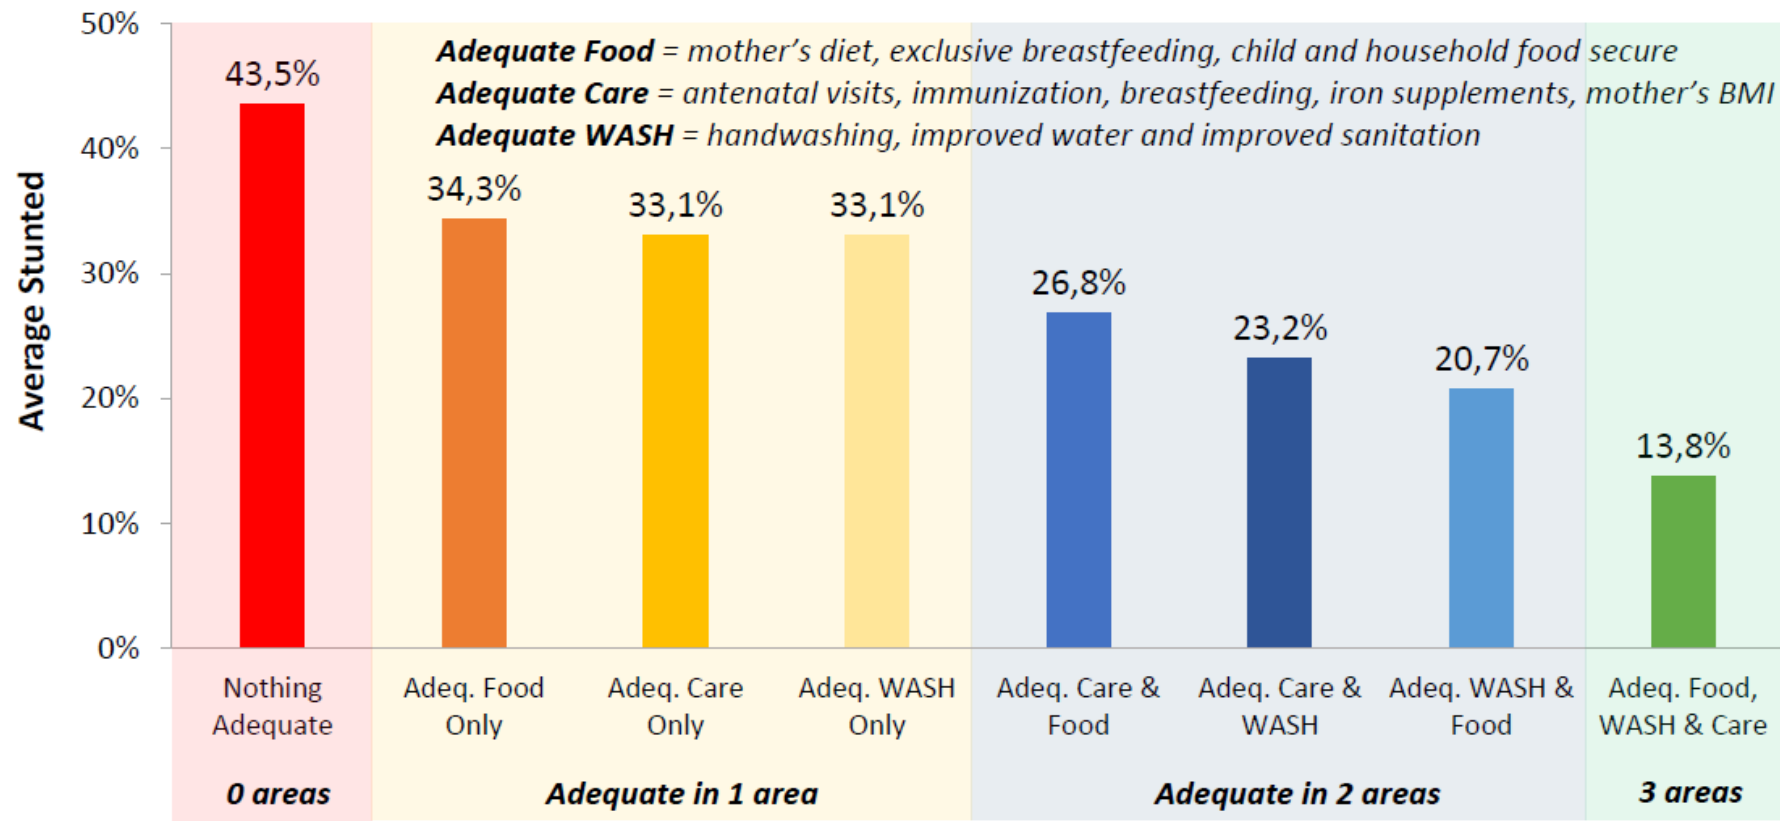 50%
Adequate Food = mother’s diet, exclusive breastfeeding, child and household food secure
43,5%
Adequate Care = antenatal visits, immunization, breastfeeding, iron supplements, mother’s BMI
Adequate WASH = handwashing, improved water and improved sanitation
40%
34,3%
33,1%
33,1%
Average Stunted
30%
26,8%
23,2%
20,7%
20%
13,8%
10%
0%
Nothing
Adequate
Adeq. Food
Only
Adeq. Care
Only
Adeq. WASH
Only
Adeq. Care &
Food
Adeq. Care &
WASH
Adeq. WASH &
Food
Adeq. Food,
WASH & Care
0 areas
Adequate in 1 area
Adequate in 2 areas
3 areas